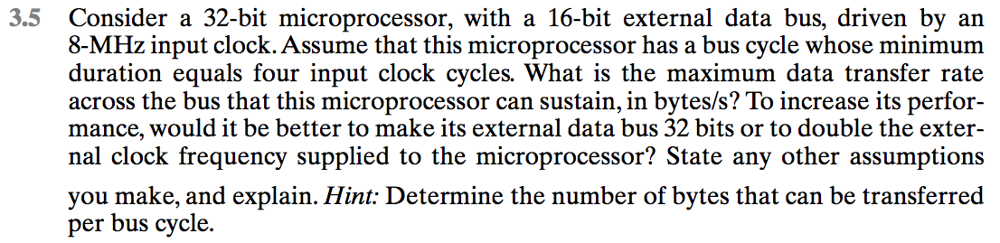 3.5 Consider a 32-bit microprocessor, with a 16-bit external data bus, driven by an
8-MHz input clock. Assume that this microprocessor has a bus cycle whose minimum
duration equals four input clock cycles. What is the maximum data transfer rate
across the bus that this microprocessor can sustain, in bytes/s? To increase its perfor-
mance, would it be better to make its external data bus 32 bits or to double the exter-
nal clock frequency supplied to the microprocessor? State any other assumptions
you make, and explain. Hint: Determine the number of bytes that can be transferred
per bus cycle.